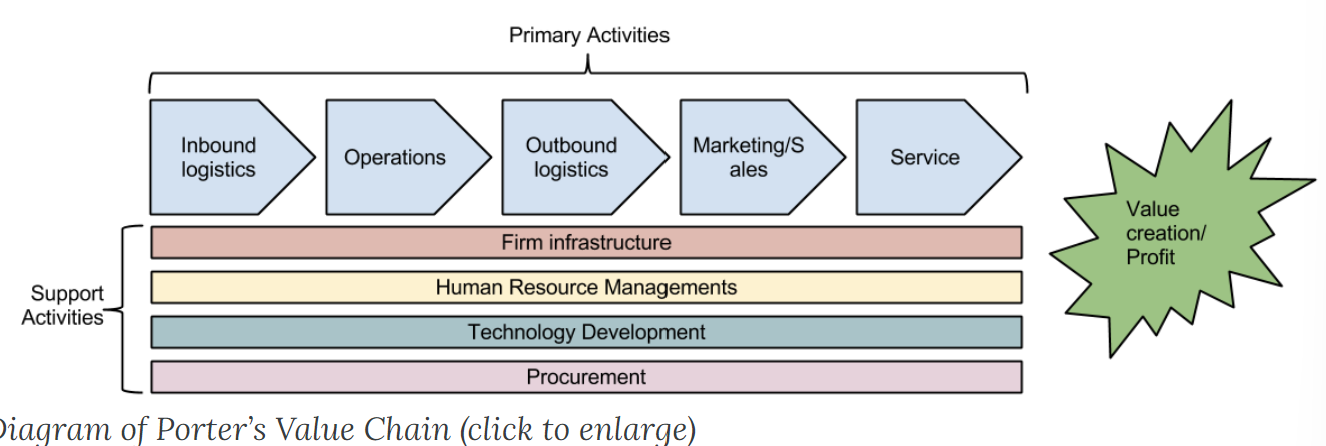 Primary Activities
Inbound
logistics
Operations
Outbound
logistics
Marketing/S
ales
Service
Value
creation/
Profit
Support
Activities
Firm infrastructure
Human Resource Managements
Technology Development
Procurement
Diagram of Porter's Value Chain (click to enlarge)